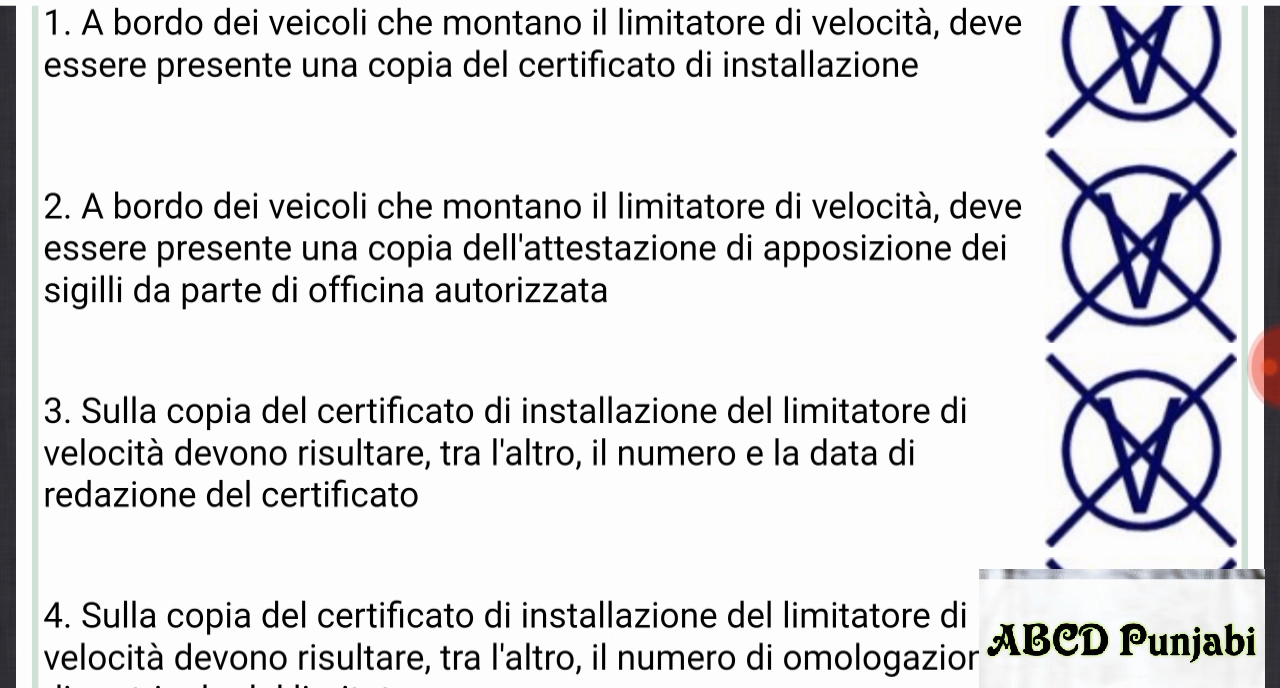 1. A bordo dei veicoli che montano il limitatore di velocità, deve
essere presente una copia del certificato di installazione
V
2. A bordo dei veicoli che montano il limitatore di velocità, deve
essere presente una copia dell'attestazione di apposizione dei
sigilli da parte di officina autorizzata
V
3. Sulla copia del certificato di installazione del limitatore di
velocità devono risultare, tra l'altro, il numero e la data di
redazione del certificato
V
4. Sulla copia del certificato di installazione del limitatore di
velocità devono risultare, tra l'altro, il numero di omologazion
ABCD Punjabi